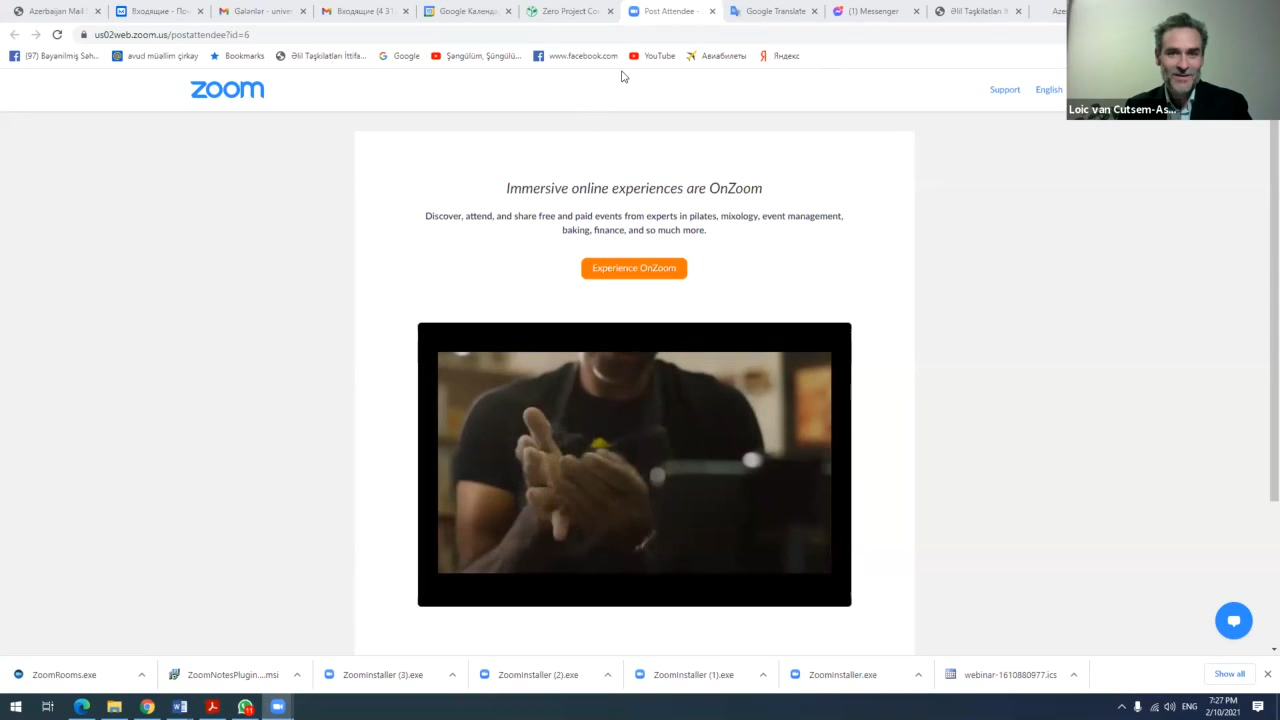 Azerbaijan Mail
Входящие - По
Gələnlər - univer
Входящие (4 31
Google Календа
Zero Project Co
Post Attendee -
Google Translate
(1) Messenger
Əlil Təşkilatları İt
Aze
us02web.zoom.us/postattendee?id=6
(97) Bəyənilmiş Səh...
avud müəllim çirkay
Bookmarks
Əlil Təşkilatları İttifa...
Google
Şəngülüm, Şüngülü...
www.facebook.com
YouTube
Авиабилеты
Яндекс
zoom
Support
English
Loic van Cutsem-As...
Immersive online experiences are OnZoom
Discover, attend, and share free and paid events from experts in pilates, mixology, event management,
baking, finance, and so much more.
Experience OnZoom
ZoomRooms.exe
ZoomNotesPlugin....msi
ZoomInstaller (3).exe
ZoomInstaller (2).exe
ZoomInstaller (1).exe
ZoomInstaller.exe
webinar-1610880977.ics
Show all
11
ENG
7:27 PM
2/10/2021